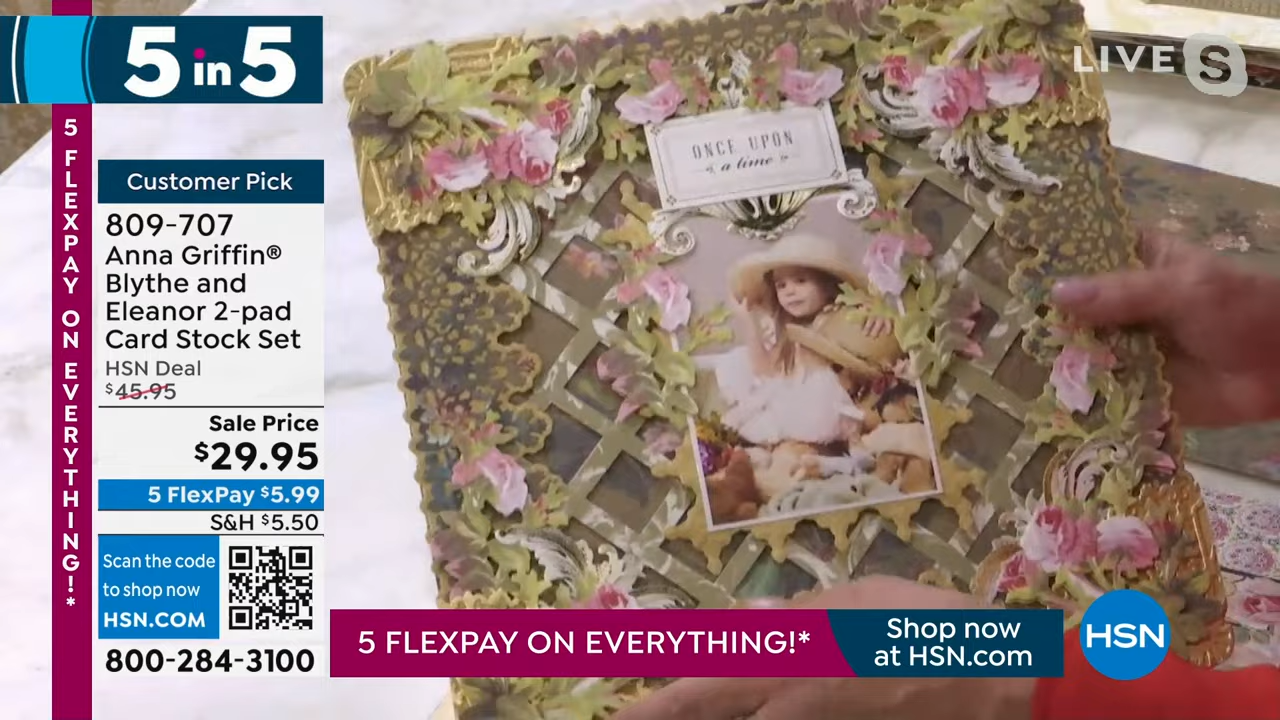 5 in 5
LIVE S
5 FLEXPAY ON EVERYTHING!*
Customer Pick
809-707
Anna Griffin®
Blythe and
Eleanor 2-pad
Card Stock Set
HSN Deal
$45.95
Sale Price
$29.95
5 FlexPay $5.99
S&H $5.50
Scan the code
to shop now
HSN.COM
800-284-3100
ONCE UPON
a time
5 FLEXPAY ON EVERYTHING!*
Shop now
at HSN.com
HSN